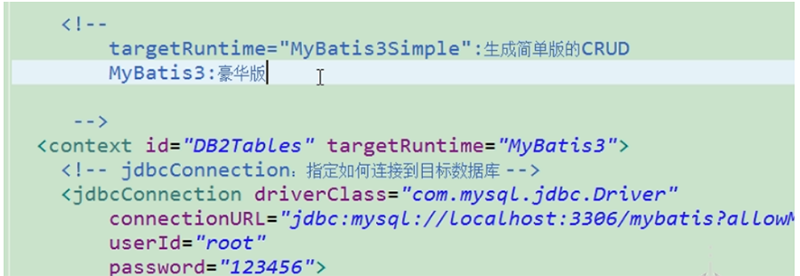 <!--
targetRuntime="MyBatis3Simple":生成简单版的CRUD
MyBatis3:豪华版
-->
<context id="DB2Tables" targetRuntime="MyBatis3">
<!-- jdbcConnection：指定如何连接到目标数据库 -->
<jdbcConnection driverClass="com.mysql.jdbc.Driver"
connectionURL="jdbc:mysql://localhost:3306/mybatis?allowM
userId="root"
password="123456">